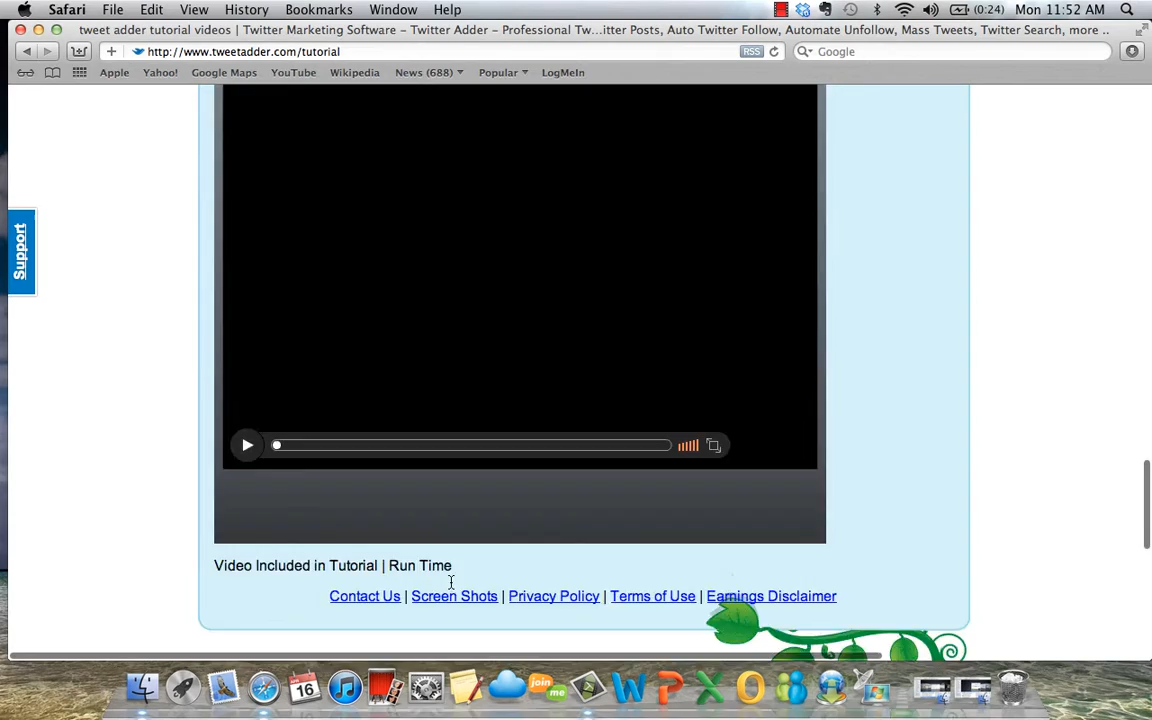 Safari File Edit View History Bookmarks Window Help (0:24) Mon 11:52 AM
tweet adder tutorial videos | Twitter Marketing Software – Twitter Adder – Professional Tw...itter Posts, Auto Twitter Follow, Automate Unfollow, Mass Tweets, Twitter Search, more ..
http://www.tweetadder.com/tutorial RSS Google
Apple Yahoo! Google Maps YouTube Wikipedia News (688) Popular LogMeIn
Support
Video Included in Tutorial | Run Time
Contact Us | Screen Shots | Privacy Policy | Terms of Use | Earnings Disclaimer
16 join me W P X O